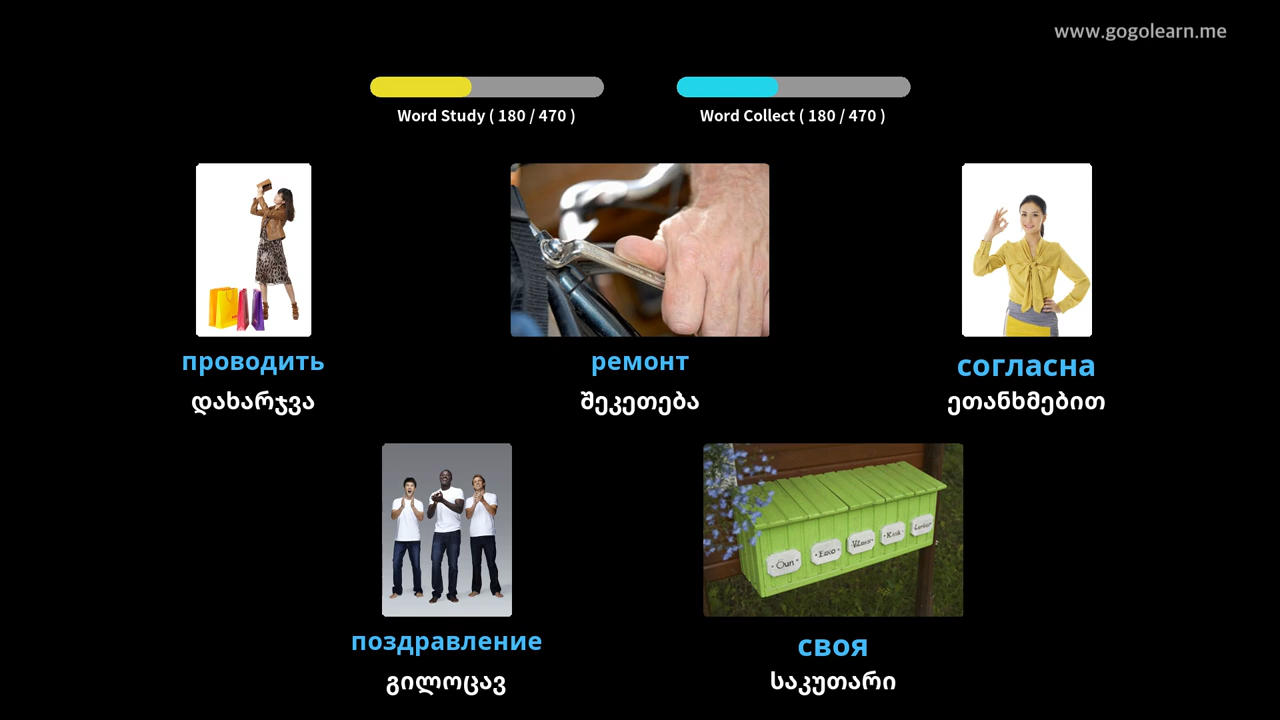 www.gogolearn.me
Word Study ( 180 / 470 )
Word Collect ( 180 / 470 )
проводить
ремонт
согласна
დახარჯვა
შეკეთება
ეთანხმებით
поздравление
своя
გილოცავ
საკუთარი